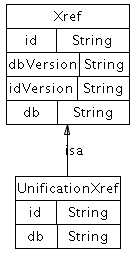 Xref
id String
dbVersion String
idVersion String
db String
isa
UnificationXref
id String
db String